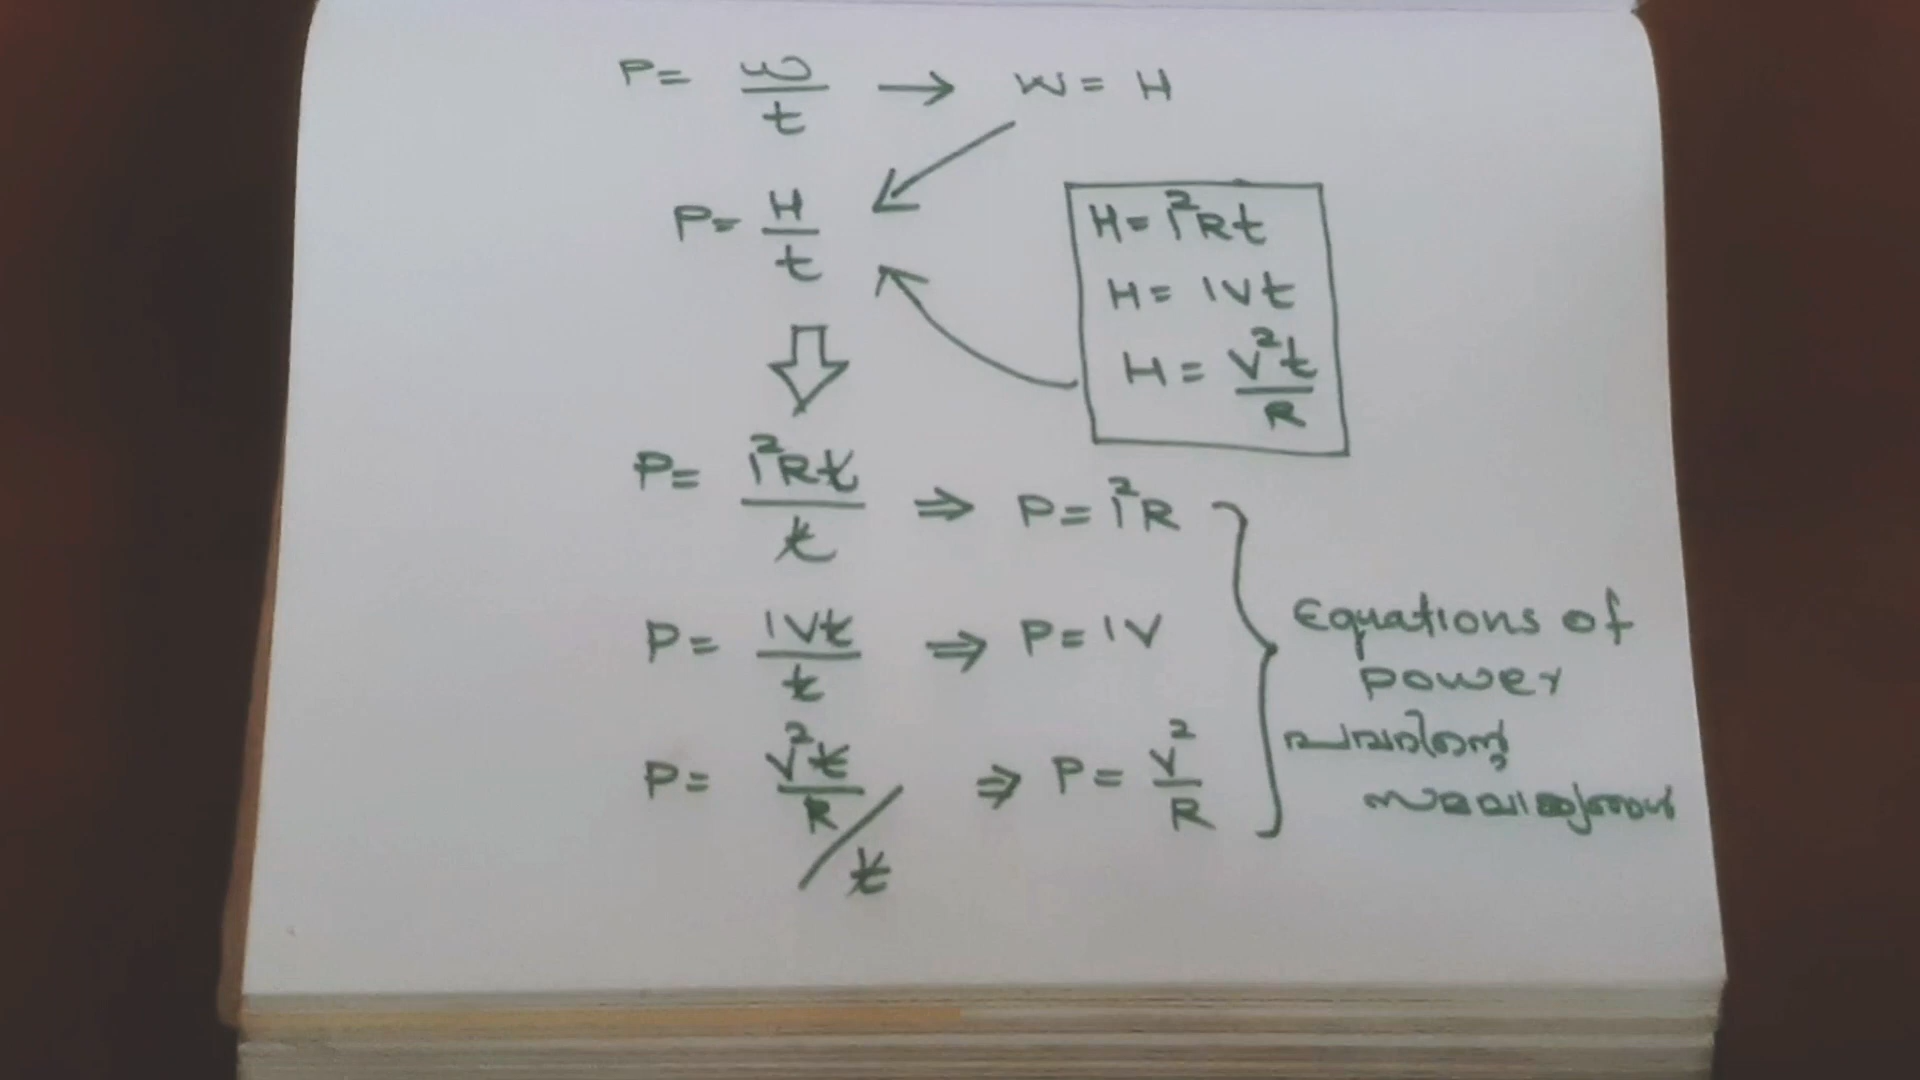 P = W/t → W = H
P = H/t
H = I²Rt
H = IVt
H = V²t/R
P = I²Rt/t ⇒ P = I²R
P = IVt/t ⇒ P = IV
P = V²t/R/t ⇒ P = V²/R
Equations of
power
പവറിന്റെ
സമവാക്യങ്ങൾ